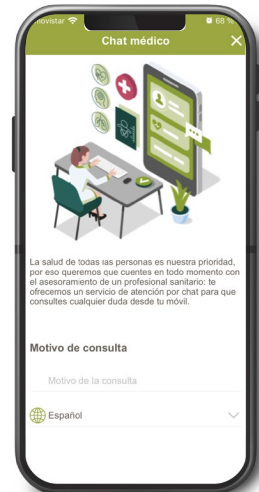 movistar 68 %
Chat médico
La salud de todas las personas es nuestra prioridad,
por eso queremos que cuentes en todo momento con
el asesoramiento de un profesional sanitario: te
ofrecemos un servicio de atención por chat para que
consultes cualquier duda desde tu móvil.
Motivo de consulta
Motivo de la consulta
Español